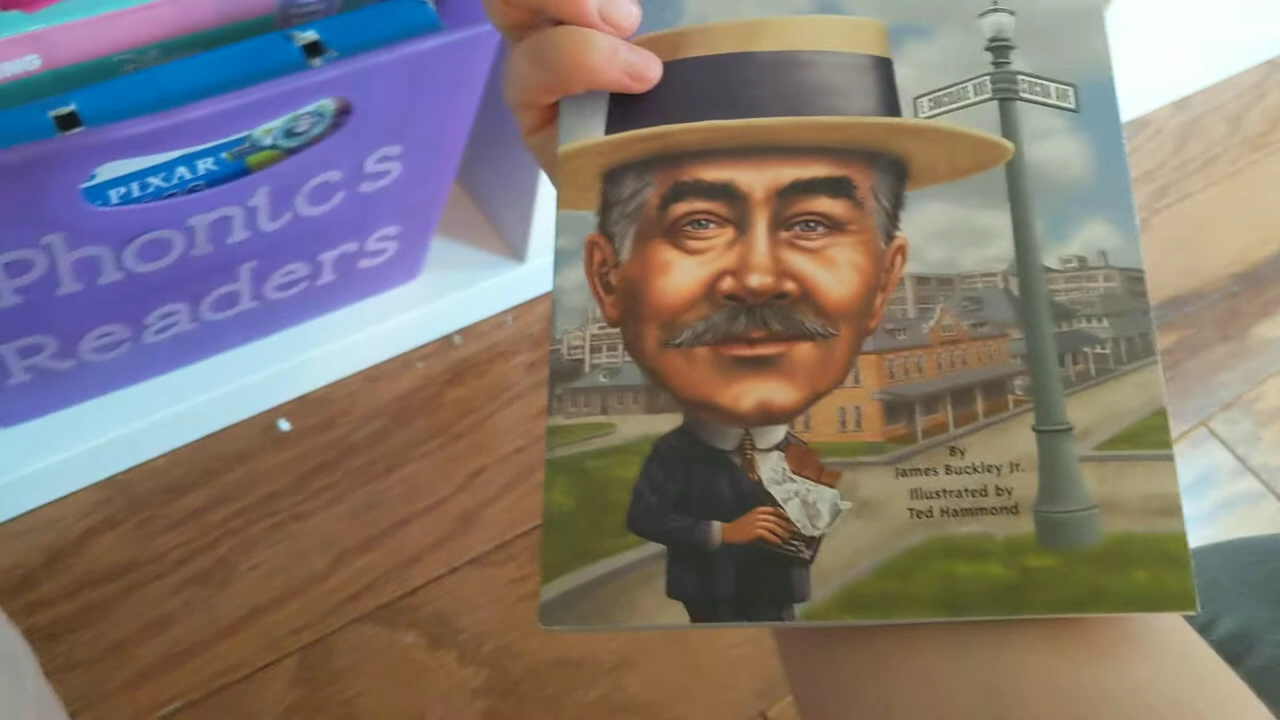 PIXAR
Phonics
Readers
E. CHOCOLATE AVE
COCOA AVE
By
James Buckley Jr.
Illustrated by
Ted Hammond